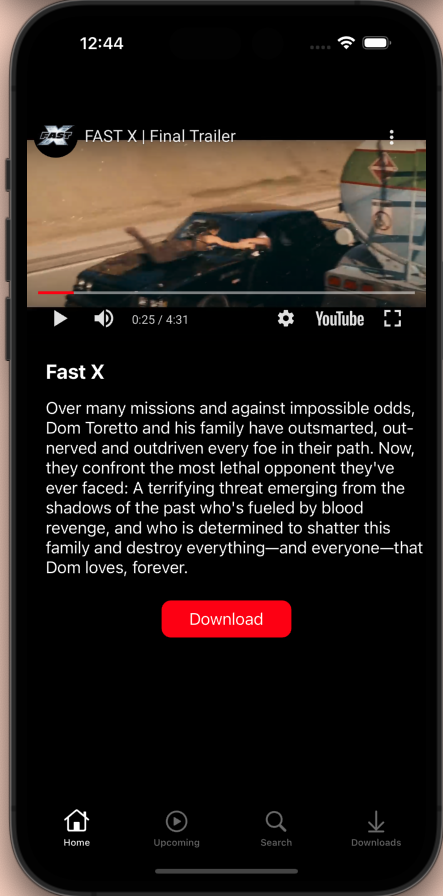 12:44
FAST X
FAST X | Final Trailer
0:25 / 4:31
YouTube
Fast X
Over many missions and against impossible odds,
Dom Toretto and his family have outsmarted, out-
nerved and outdriven every foe in their path. Now,
they confront the most lethal opponent they've
ever faced: A terrifying threat emerging from the
shadows of the past who's fueled by blood
revenge, and who is determined to shatter this
family and destroy everything—and everyone—that
Dom loves, forever.
Download
Home
Upcoming
Search
Downloads